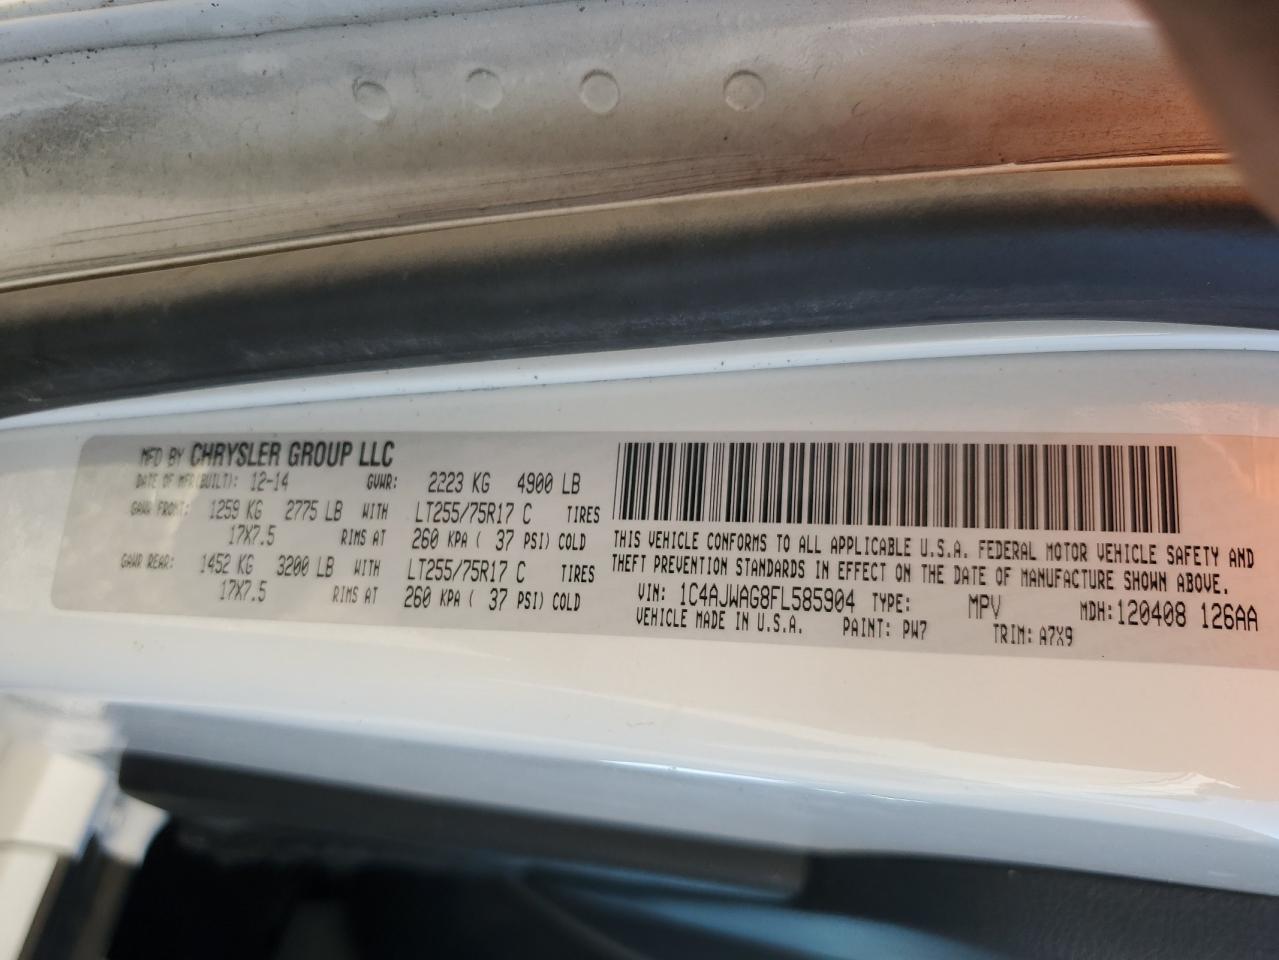 MFD BY CHRYSLER GROUP LLC
DATE OF MFR(BUILT): 12-14 GVWR: 2223 KG 4900 LB
GAWR FRONT: 1259 KG 2775 LB WITH LT255/75R17 C TIRES
17X7.5 RIMS AT 260 KPA ( 37 PSI) COLD
GAWR REAR: 1452 KG 3200 LB WITH LT255/75R17 C TIRES
17X7.5 RIMS AT 260 KPA ( 37 PSI) COLD
THIS VEHICLE CONFORMS TO ALL APPLICABLE U.S.A. FEDERAL MOTOR VEHICLE SAFETY AND
THEFT PREVENTION STANDARDS IN EFFECT ON THE DATE OF MANUFACTURE SHOWN ABOVE.
VIN: 1C4AJWAG8FL585904 TYPE: MPV MDH:120408 126AA
VEHICLE MADE IN U.S.A. PAINT: PW7 TRIM: A7X9